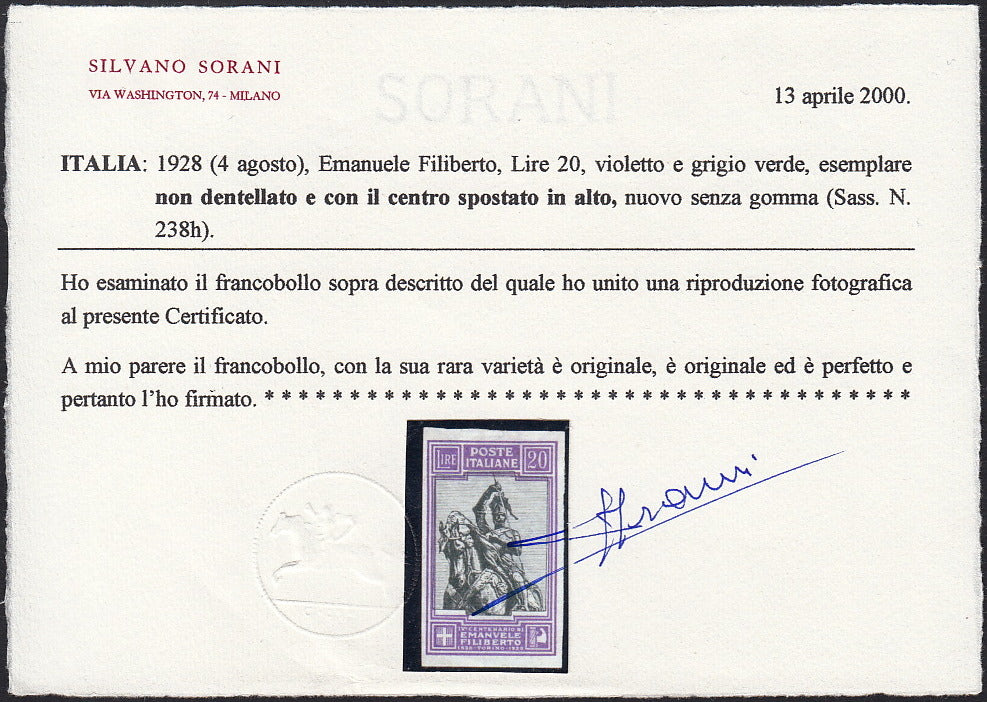 SILVANO SORANI
VIA WASHINGTON, 74 - MILANO
SORANI
13 aprile 2000.
ITALIA: 1928 (4 agosto), Emanuele Filiberto, Lire 20, violetto e grigio verde, esemplare
non dentellato e con il centro spostato in alto, nuovo senza gomma (Sass. N.
238h).
Ho esaminato il francobollo sopra descritto del quale ho unito una riproduzione fotografica
al presente Certificato.
A mio parere il francobollo, con la sua rara varietà è originale, è originale ed è perfetto e
pertanto l'ho firmato. * * * * * * * * * * * * * * * * * * * * * * * * * * * * * * * * * * * * * *
LIRE POSTE ITALIANE 20
IV CENTENARIO DI
EMANVELE
FILIBERTO
1528 · TORINO · 1928
Sorani